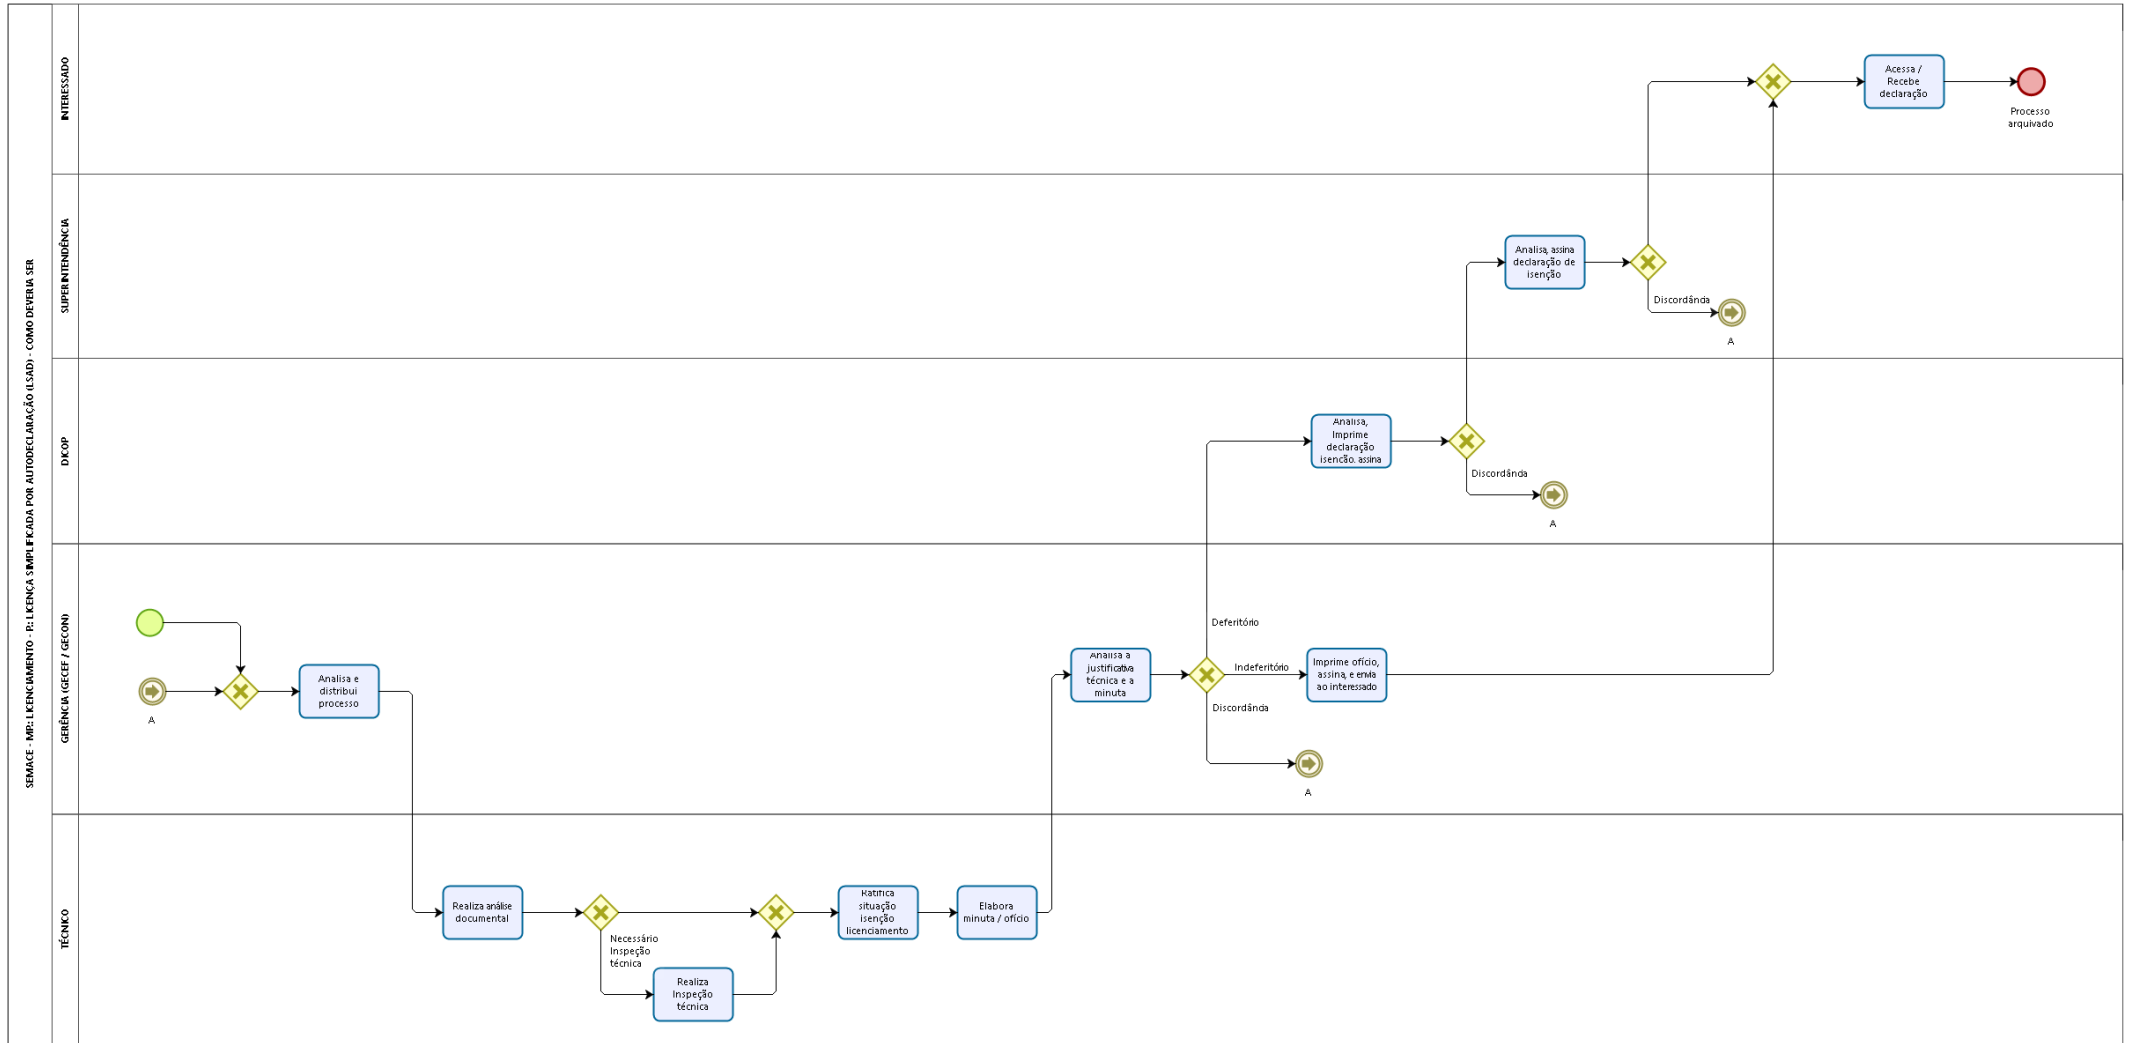 SEMACE - MP:: LICENCIAMENTO - P.: LICENÇA SIMPLIFICADA POR AUTODECLARAÇÃO (LSAD) - COMO DEVERIA SER
INTERESSADO
Acessa /
Recebe
declaração
Processo
arquivado
SUPERINTENDÊNCIA
Analisa, assina
declaração de
isenção
Discordância
A
DICOP
Analisa,
Imprime
declaração
isenção, assina
Discordância
A
GERÊNCIA (GECEF / GECON)
A
Analisa e
distribui
processo
Analisa a
justificativa
técnica e a
minuta
Deferitório
Indeferitório
Discordância
Imprime ofício,
assina, e envia
ao interessado
A
TÉCNICO
Realiza análise
documental
Necessário
Inspeção
técnica
Realiza
Inspeção
técnica
Ratifica
situação
isenção
licenciamento
Elabora
minuta / ofício